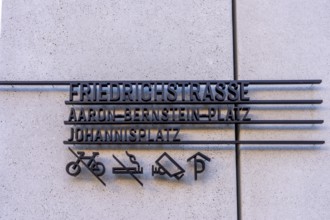 FRIEDRICHSTRASSE
AARON-BERNSTEIN-PLATZ
JOHANNISPLATZ